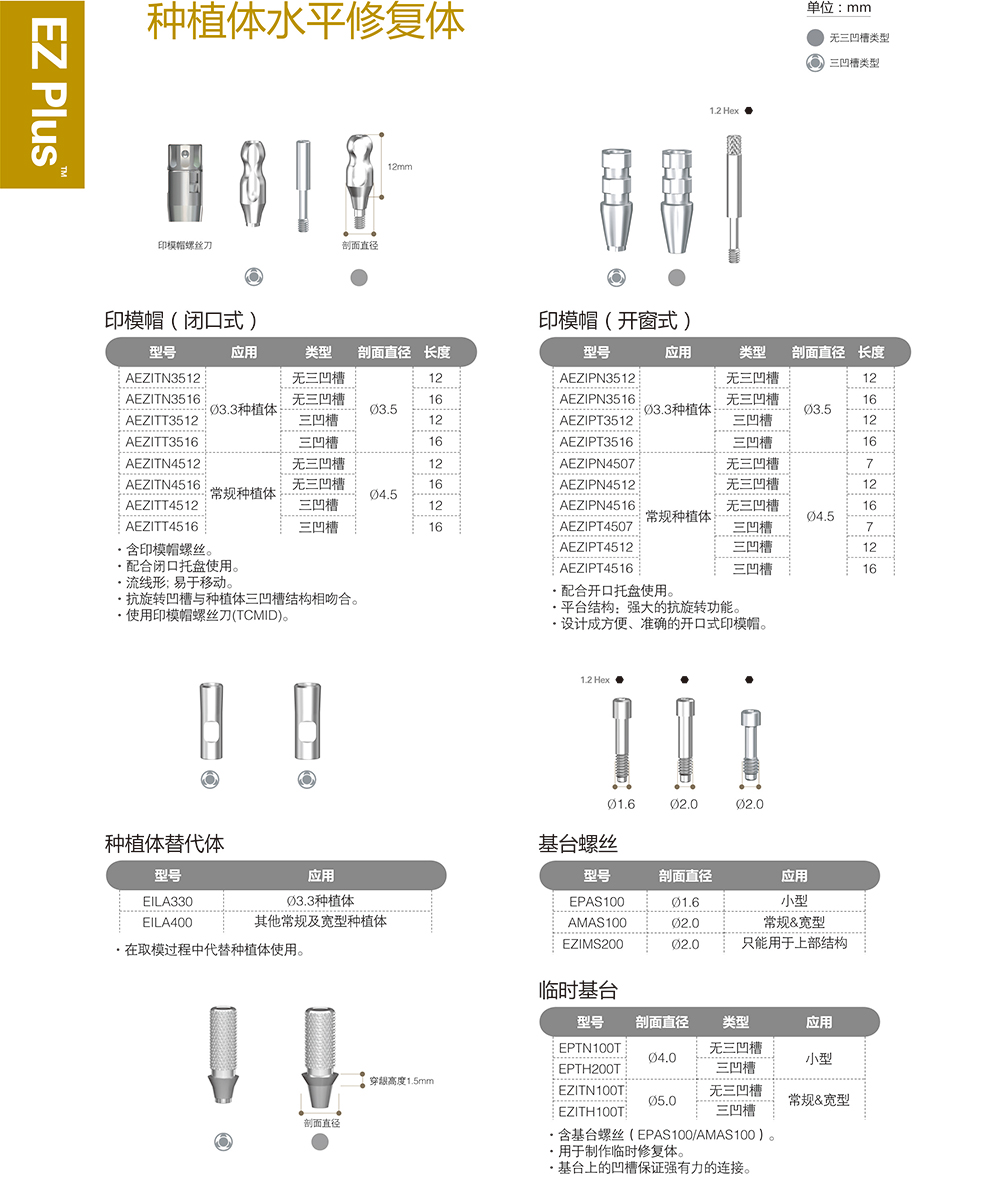 EZ Plus™
种植体水平修复体
单位：mm
无三凹槽类型
三凹槽类型
12mm
印模帽螺丝刀
剖面直径
1.2 Hex
印模帽（闭口式）
型号 应用 类型 剖面直径 长度
AEZITN3512 Ø3.3种植体 无三凹槽 Ø3.5 12
AEZITN3516 无三凹槽 16
AEZITT3512 三凹槽 12
AEZITT3516 三凹槽 16
AEZITN4512 常规种植体 无三凹槽 Ø4.5 12
AEZITN4516 无三凹槽 16
AEZITT4512 三凹槽 12
AEZITT4516 三凹槽 16
·含印模帽螺丝。
·配合闭口托盘使用。
·流线形; 易于移动。
·抗旋转凹槽与种植体三凹槽结构相吻合。
·使用印模帽螺丝刀(TCMID)。
印模帽（开窗式）
型号 应用 类型 剖面直径 长度
AEZIPN3512 Ø3.3种植体 无三凹槽 Ø3.5 12
AEZIPN3516 无三凹槽 16
AEZIPT3512 三凹槽 12
AEZIPT3516 三凹槽 16
AEZIPN4507 常规种植体 无三凹槽 Ø4.5 7
AEZIPN4512 无三凹槽 12
AEZIPN4516 无三凹槽 16
AEZIPT4507 三凹槽 7
AEZIPT4512 三凹槽 12
AEZIPT4516 三凹槽 16
·配合开口托盘使用。
·平台结构；强大的抗旋转功能。
·设计成方便、准确的开口式印模帽。
种植体替代体
型号 应用
EILA330 Ø3.3种植体
EILA400 其他常规及宽型种植体
·在取模过程中代替种植体使用。
穿龈高度1.5mm
剖面直径
1.2 Hex
Ø1.6 Ø2.0 Ø2.0
基台螺丝
型号 剖面直径 应用
EPAS100 Ø1.6 小型
AMAS100 Ø2.0 常规&宽型
EZIMS200 Ø2.0 只能用于上部结构
临时基台
型号 剖面直径 类型 应用
EPTN100T Ø4.0 无三凹槽 小型
EPTH200T 三凹槽
EZITN100T Ø5.0 无三凹槽 常规&宽型
EZITH100T 三凹槽
·含基台螺丝（EPAS100/AMAS100）。
·用于制作临时修复体。
·基台上的凹槽保证强有力的连接。